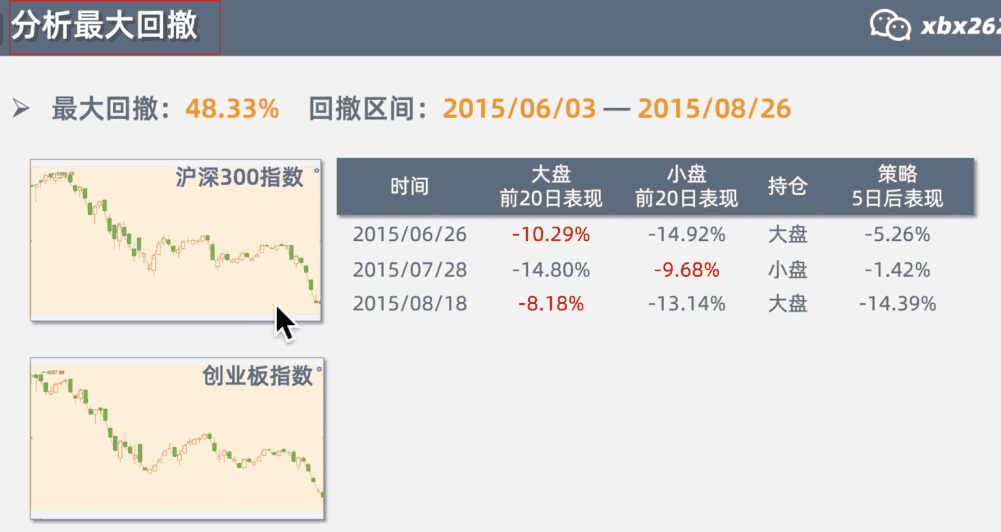 分析最大回撤
xbx262
最大回撤：48.33% 回撤区间：2015/06/03 — 2015/08/26
沪深300指数
时间 大盘前20日表现 小盘前20日表现 持仓 策略5日后表现
2015/06/26 -10.29% -14.92% 大盘 -5.26%
2015/07/28 -14.80% -9.68% 小盘 -1.42%
2015/08/18 -8.18% -13.14% 大盘 -14.39%
创业板指数